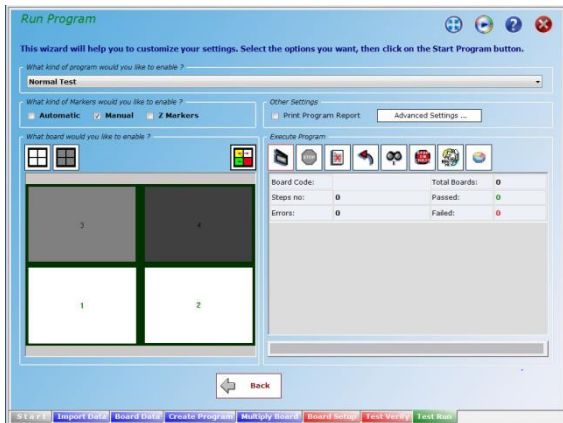 Run Program
This wizard will help you to customize your settings. Select the options you want, then click on the Start Program button.
What kind of program would you like to enable ?
Normal Test
What kind of Markers would you like to enable ?
Automatic Manual Z Markers
Other Settings
Print Program Report Advanced Settings ...
What board would you like to enable ?
Execute Program
STOP
Board Code: Total Boards: 0
Steps no: 0 Passed: 0
Errors: 0 Failed: 0
3 4
1 2
Back
Start Import Data Board Data Create Program Multiply Board Board Setup Test Verify Test Run